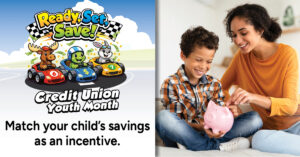 Ready, Set,
Save!
Credit Union
Youth Month
Match your child's savings
as an incentive.